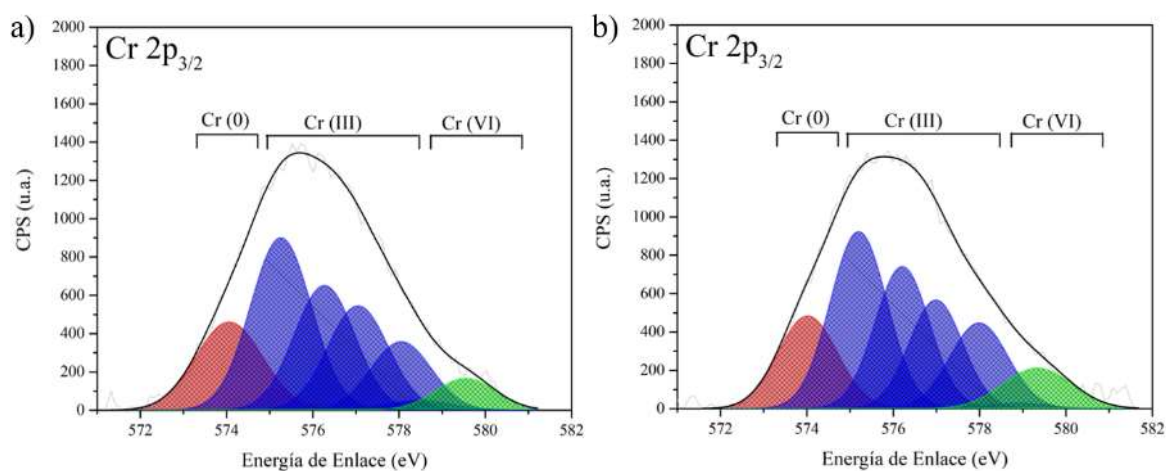 a)
Cr 2p3/2
Cr (0)
Cr (III)
Cr (VI)
2000
1800
1600
1400
1200
1000
800
600
400
200
0
CPS (u.a.)
572
574
576
578
580
582
Energía de Enlace (eV)
b)
Cr 2p3/2
Cr (0)
Cr (III)
Cr (VI)
2000
1800
1600
1400
1200
1000
800
600
400
200
0
CPS (u.a.)
572
574
576
578
580
582
Energía de Enlace (eV)